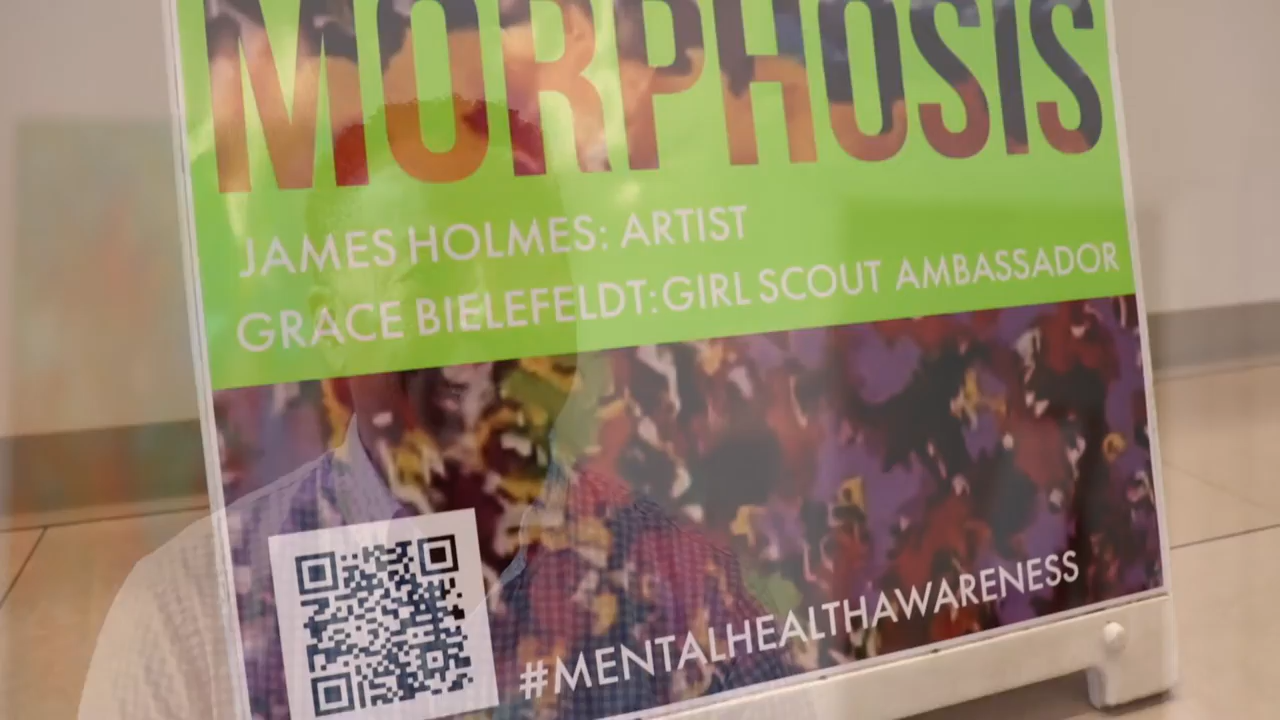 MORPHOSIS
JAMES HOLMES: ARTIST
GRACE BIELEFELDT: GIRL SCOUT AMBASSADOR
#MENTALHEALTHAWARENESS